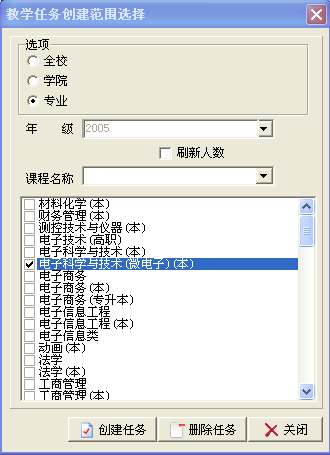 教学任务创建范围选择
选项
全校
学院
专业
年 级 2005
刷新人数
课程名称
材料化学(本)
财务管理(本)
测控技术与仪器(本)
电子技术(高职)
电子科学与技术(本)
电子科学与技术(微电子)(本)
电子商务
电子商务(本)
电子商务(专升本)
电子信息工程
电子信息工程(本)
电子信息类
动画(本)
法学
法学(本)
工商管理
工商管理(本)
创建任务 删除任务 关闭